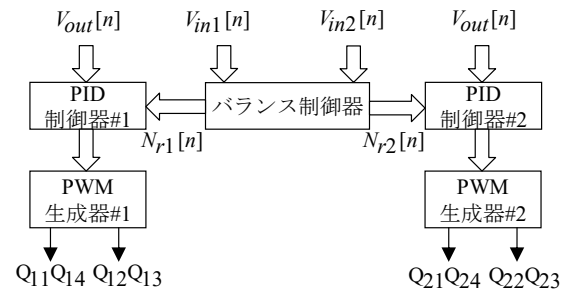 Vout[n] Vin1[n] Vin2[n] Vout[n]
PID
制御器#1
バランス制御器
PID
制御器#2
Nr1[n] Nr2[n]
PWM
生成器#1
PWM
生成器#2
Q11Q14 Q12Q13 Q21Q24 Q22Q23